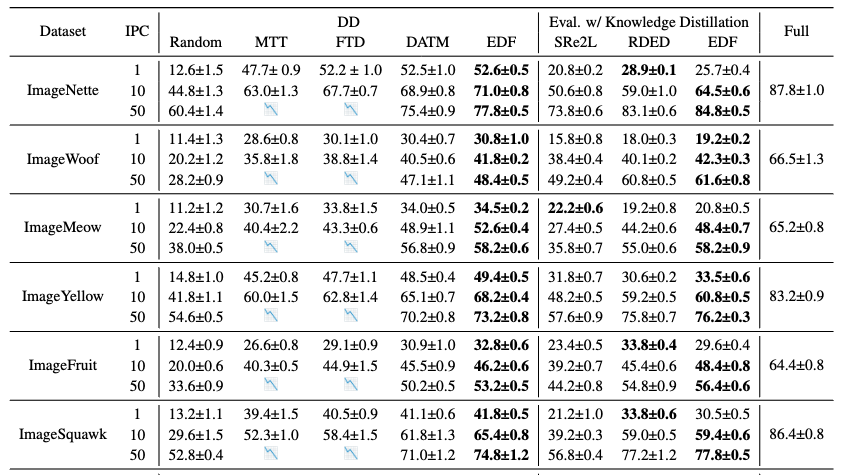 Dataset IPC DD Eval. w/ Knowledge Distillation Full
Random MTT FTD DATM EDF SRe2L RDED EDF
ImageNette 87.8±1.0
1 12.6±1.5 47.7± 0.9 52.2 ± 1.0 52.5±1.0 52.6±0.5 20.8±0.2 28.9±0.1 25.7±0.4
10 44.8±1.3 63.0±1.3 67.7±0.7 68.9±0.8 71.0±0.8 50.6±0.8 59.0±1.0 64.5±0.6
50 60.4±1.4 75.4±0.9 77.8±0.5 73.8±0.6 83.1±0.6 84.8±0.5
ImageWoof 66.5±1.3
1 11.4±1.3 28.6±0.8 30.1±1.0 30.4±0.7 30.8±1.0 15.8±0.8 18.0±0.3 19.2±0.2
10 20.2±1.2 35.8±1.8 38.8±1.4 40.5±0.6 41.8±0.2 38.4±0.4 40.1±0.2 42.3±0.3
50 28.2±0.9 47.1±1.1 48.4±0.5 49.2±0.4 60.8±0.5 61.6±0.8
ImageMeow 65.2±0.8
1 11.2±1.2 30.7±1.6 33.8±1.5 34.0±0.5 34.5±0.2 22.2±0.6 19.2±0.8 20.8±0.5
10 22.4±0.8 40.4±2.2 43.3±0.6 48.9±1.1 52.6±0.4 27.4±0.5 44.2±0.6 48.4±0.7
50 38.0±0.5 56.8±0.9 58.2±0.6 35.8±0.7 55.0±0.6 58.2±0.9
ImageYellow 83.2±0.9
1 14.8±1.0 45.2±0.8 47.7±1.1 48.5±0.4 49.4±0.5 31.8±0.7 30.6±0.2 33.5±0.6
10 41.8±1.1 60.0±1.5 62.8±1.4 65.1±0.7 68.2±0.4 48.2±0.5 59.2±0.5 60.8±0.5
50 54.6±0.5 70.2±0.8 73.2±0.8 57.6±0.9 75.8±0.7 76.2±0.3
ImageFruit 64.4±0.8
1 12.4±0.9 26.6±0.8 29.1±0.9 30.9±1.0 32.8±0.6 23.4±0.5 33.8±0.4 29.6±0.4
10 20.0±0.6 40.3±0.5 44.9±1.5 45.5±0.9 46.2±0.6 39.2±0.7 45.4±0.6 48.4±0.8
50 33.6±0.9 50.2±0.5 53.2±0.5 44.2±0.8 54.8±0.9 56.4±0.6
ImageSquawk 86.4±0.8
1 13.2±1.1 39.4±1.5 40.5±0.9 41.1±0.6 41.8±0.5 21.2±1.0 33.8±0.6 30.5±0.5
10 29.6±1.5 52.3±1.0 58.4±1.5 61.8±1.3 65.4±0.8 39.2±0.3 59.0±0.5 59.4±0.6
50 52.8±0.4 71.0±1.2 74.8±1.2 56.8±0.4 77.2±1.2 77.8±0.5